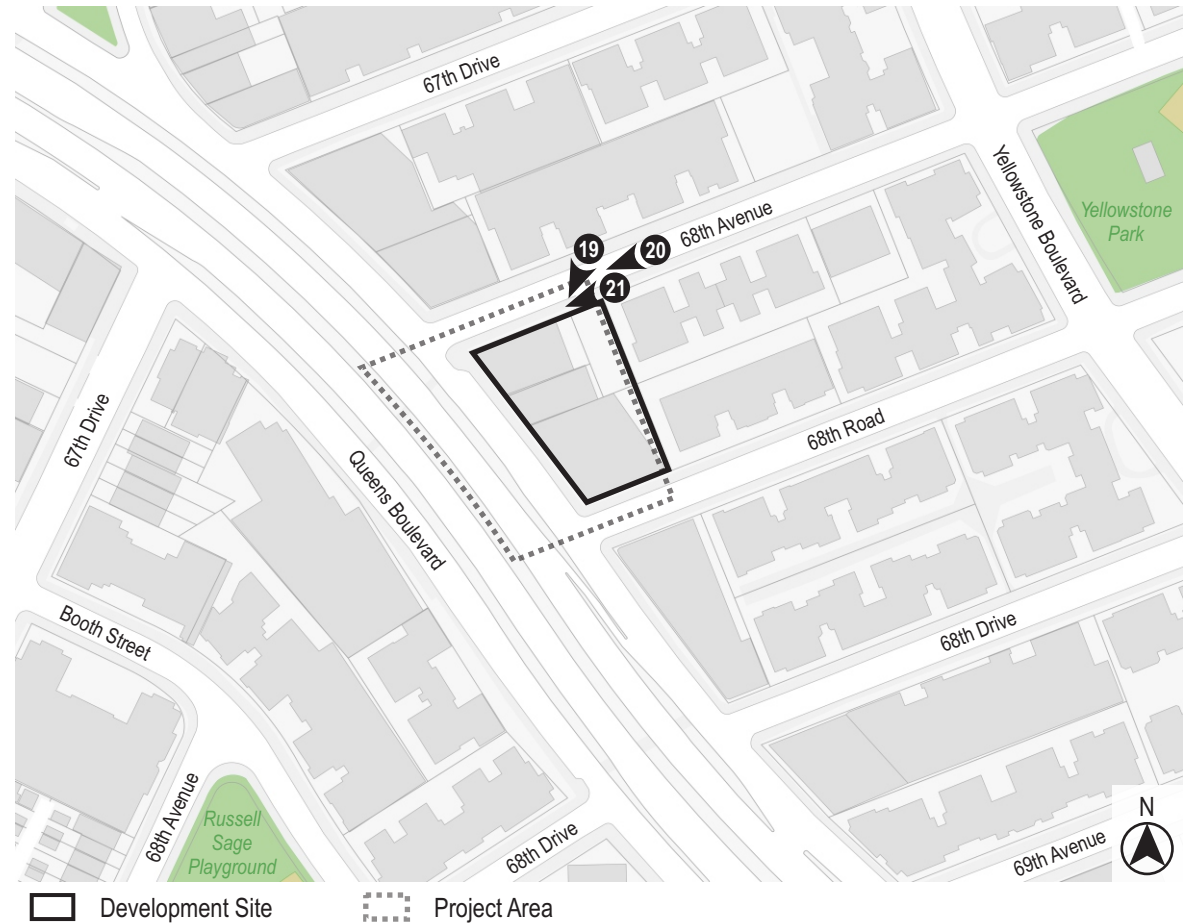 67th Drive
68th Avenue
Yellowstone Boulevard
Yellowstone
Park
19
20
21
68th Road
67th Drive
Queens Boulevard
Booth Street
68th Drive
68th Avenue
Russell
Sage
Playground
68th Drive
69th Avenue
N
Development Site
Project Area